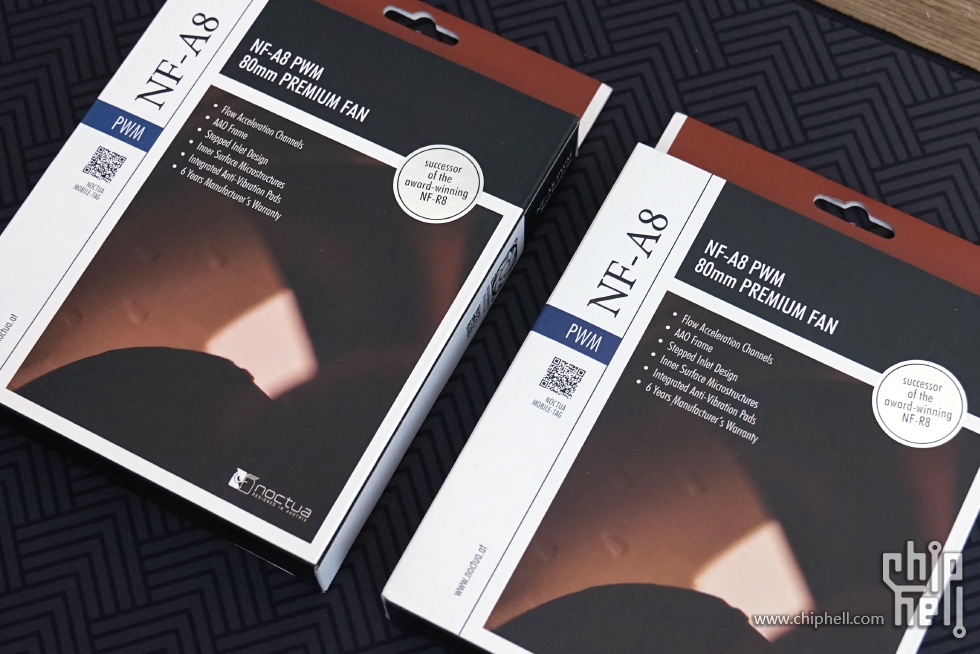 NF-A8
PWM
NOCTUA
MOBILE-TAG
NF-A8 PWM
80mm PREMIUM FAN
• Flow Acceleration Channels
• AAO Frame
• Stepped Inlet Design
• Inner Surface Microstructures
• Integrated Anti-Vibration Pads
• 6 Years Manufacturer's Warranty
successor
of the
award-winning
NF-R8
noctua
DESIGNED IN AUSTRIA
NF-A8
PWM
NOCTUA
MOBILE-TAG
www.noctua.at
NF-A8 PWM
80mm PREMIUM FAN
• Flow Acceleration Channels
• AAO Frame
• Stepped Inlet Design
• Inner Surface Microstructures
• Integrated Anti-Vibration Pads
• 6 Years Manufacturer's Warranty
successor
of the
award-winning
NF-R8
www.chiphell.com
chip
hell